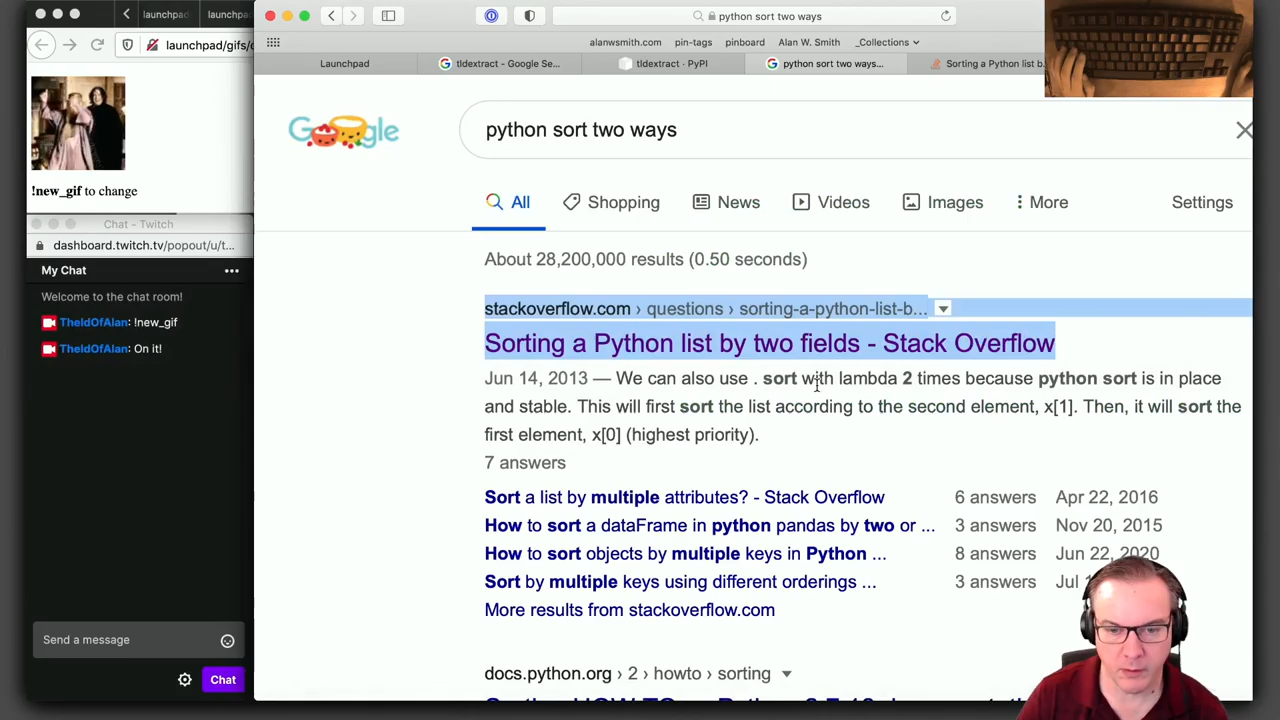 launchpad
launchpad/
launchpad/gifs/
!new_gif to change
Chat - Twitch
dashboard.twitch.tv/popout/u/t...
My Chat
Welcome to the chat room!
TheIdOfAlan: !new_gif
TheIdOfAlan: On it!
Send a message
Chat
python sort two ways
alanwsmith.com pin-tags pinboard Alan W. Smith _Collections
Launchpad tldextract - Google Se... tldextract · PyPI python sort two ways... Sorting a Python list b
Google
python sort two ways
All Shopping News Videos Images More Settings
About 28,200,000 results (0.50 seconds)
stackoverflow.com › questions › sorting-a-python-list-b...
Sorting a Python list by two fields - Stack Overflow
Jun 14, 2013 — We can also use . sort with lambda 2 times because python sort is in place
and stable. This will first sort the list according to the second element, x[1]. Then, it will sort the
first element, x[0] (highest priority).
7 answers
Sort a list by multiple attributes? - Stack Overflow 6 answers Apr 22, 2016
How to sort a dataFrame in python pandas by two or ... 3 answers Nov 20, 2015
How to sort objects by multiple keys in Python ... 8 answers Jun 22, 2020
Sort by multiple keys using different orderings ... 3 answers Jul
More results from stackoverflow.com
docs.python.org › 2 › howto › sorting